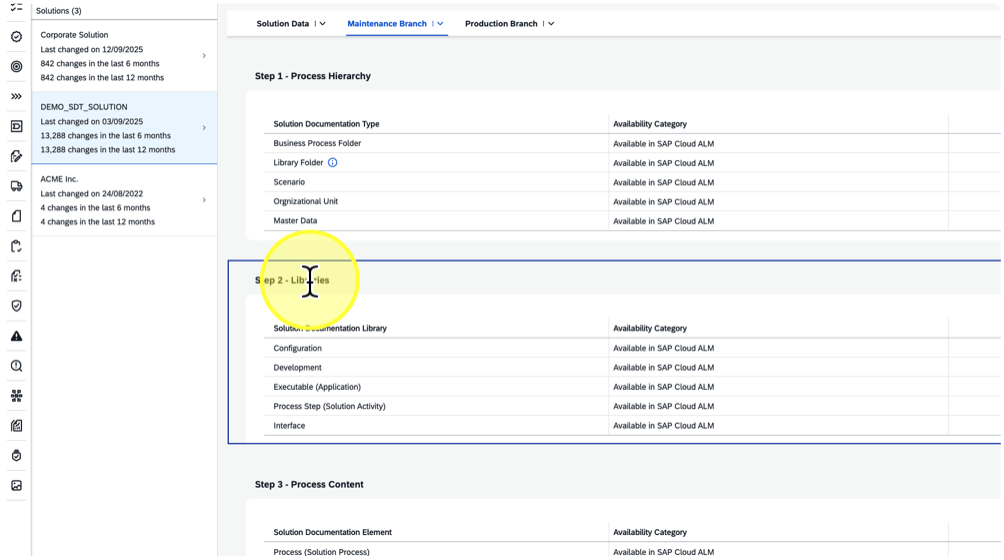 Solutions (3)
Corporate Solution
Last changed on 12/09/2025
842 changes in the last 6 months
842 changes in the last 12 months
DEMO_SDT_SOLUTION
Last changed on 03/09/2025
13,288 changes in the last 6 months
13,288 changes in the last 12 months
ACME Inc.
Last changed on 24/08/2022
4 changes in the last 6 months
4 changes in the last 12 months
Solution Data Maintenance Branch Production Branch
Step 1 - Process Hierarchy
Solution Documentation Type Availability Category
Business Process Folder Available in SAP Cloud ALM
Library Folder Available in SAP Cloud ALM
Scenario Available in SAP Cloud ALM
Orgnizational Unit Available in SAP Cloud ALM
Master Data Available in SAP Cloud ALM
Step 2 - Libraries
Solution Documentation Library Availability Category
Configuration Available in SAP Cloud ALM
Development Available in SAP Cloud ALM
Executable (Application) Available in SAP Cloud ALM
Process Step (Solution Activity) Available in SAP Cloud ALM
Interface Available in SAP Cloud ALM
Step 3 - Process Content
Solution Documentation Element Availability Category
Process (Solution Process) Available in SAP Cloud ALM